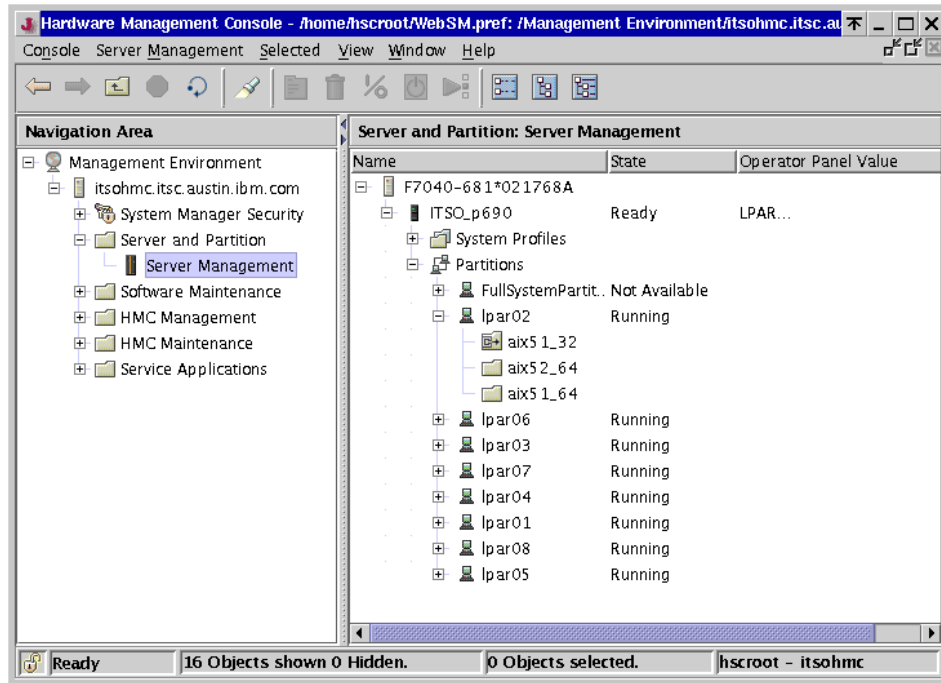 Hardware Management Console - /home/hscroot/WebSM.pref: /Management Environment/itsohmc.itsc.au
Console Server Management Selected View Window Help
Navigation Area
Management Environment
itsohmc.itsc.austin.ibm.com
System Manager Security
Server and Partition
Server Management
Software Maintenance
HMC Management
HMC Maintenance
Service Applications
Server and Partition: Server Management
Name State Operator Panel Value
F7040-681*021768A
ITSO_p690 Ready LPAR...
System Profiles
Partitions
FullSystemPartit.. Not Available
lpar02 Running
aix51_32
aix52_64
aix51_64
lpar06 Running
lpar03 Running
lpar07 Running
lpar04 Running
lpar01 Running
lpar08 Running
lpar05 Running
Ready 16 Objects shown 0 Hidden. 0 Objects selected. hscroot - itsohmc